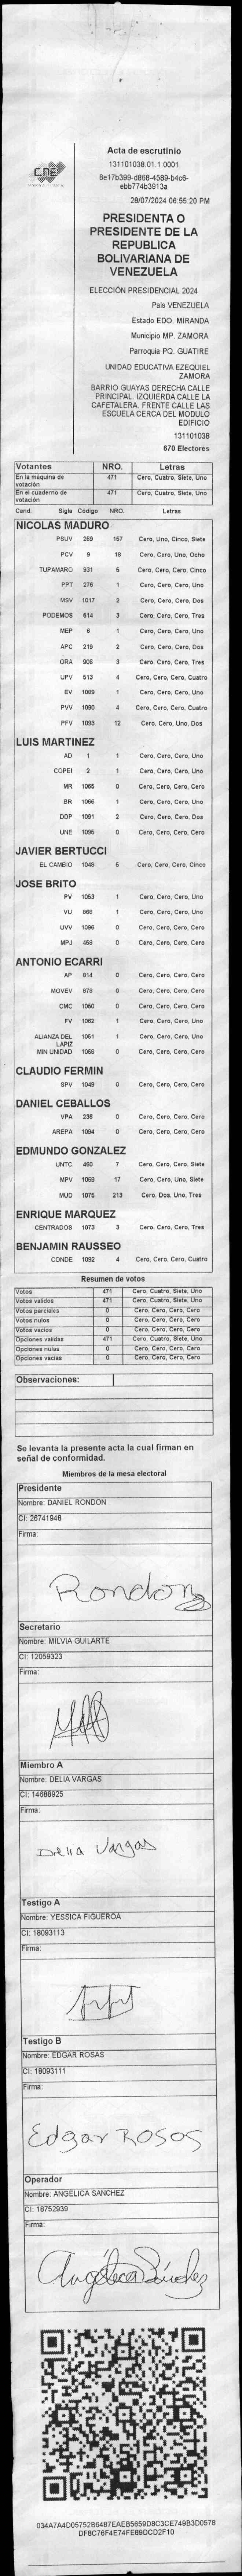 Acta de escrutinio
131101038.01.1.0001
8e17b399-d868-4589-b4c6-
ebb774b3913a
28/07/2024 06:55:20 PM
CNE
PRESIDENTA O
PRESIDENTE DE LA
REPUBLICA
BOLIVARIANA DE
VENEZUELA
ELECCIÓN PRESIDENCIAL 2024
País VENEZUELA
Estado EDO. MIRANDA
Municipio MP. ZAMORA
Parroquia PQ. GUATIRE
UNIDAD EDUCATIVA EZEQUIEL
ZAMORA
BARRIO GUAYAS DERECHA CALLE
PRINCIPAL. IZQUIERDA CALLE LA
CAFETALERA. FRENTE CALLE LAS
ESCUELA CERCA DEL MODULO
EDIFICIO
131101038
670 Electores
Votantes NRO. Letras
En la máquina de votación 471 Cero, Cuatro, Siete, Uno
En el cuaderno de votación 471 Cero, Cuatro, Siete, Uno
Cand. Sigla Código NRO. Letras
NICOLAS MADURO
PSUV 269 157 Cero, Uno, Cinco, Siete
PCV 9 18 Cero, Cero, Uno, Ocho
TUPAMARO 931 5 Cero, Cero, Cero, Cinco
PPT 276 1 Cero, Cero, Cero, Uno
MSV 1017 2 Cero, Cero, Cero, Dos
PODEMOS 514 3 Cero, Cero, Cero, Tres
MEP 6 1 Cero, Cero, Cero, Uno
APC 219 2 Cero, Cero, Cero, Dos
ORA 906 3 Cero, Cero, Cero, Tres
UPV 513 4 Cero, Cero, Cero, Cuatro
EV 1089 1 Cero, Cero, Cero, Uno
PVV 1090 4 Cero, Cero, Cero, Cuatro
PFV 1093 12 Cero, Cero, Uno, Dos
LUIS MARTINEZ
AD 1 1 Cero, Cero, Cero, Uno
COPEI 2 1 Cero, Cero, Cero, Uno
MR 1065 0 Cero, Cero, Cero, Cero
BR 1066 1 Cero, Cero, Cero, Uno
DDP 1091 2 Cero, Cero, Cero, Dos
UNE 1095 0 Cero, Cero, Cero, Cero
JAVIER BERTUCCI
EL CAMBIO 1048 5 Cero, Cero, Cero, Cinco
JOSE BRITO
PV 1053 1 Cero, Cero, Cero, Uno
VU 868 1 Cero, Cero, Cero, Uno
UVV 1096 0 Cero, Cero, Cero, Cero
MPJ 458 0 Cero, Cero, Cero, Cero
ANTONIO ECARRI
AP 814 0 Cero, Cero, Cero, Cero
MOVEV 878 0 Cero, Cero, Cero, Cero
CMC 1050 0 Cero, Cero, Cero, Cero
FV 1062 1 Cero, Cero, Cero, Uno
ALIANZA DEL LAPIZ 1051 1 Cero, Cero, Cero, Uno
MIN UNIDAD 1058 0 Cero, Cero, Cero, Cero
CLAUDIO FERMIN
SPV 1049 0 Cero, Cero, Cero, Cero
DANIEL CEBALLOS
VPA 236 0 Cero, Cero, Cero, Cero
AREPA 1094 0 Cero, Cero, Cero, Cero
EDMUNDO GONZALEZ
UNTC 460 7 Cero, Cero, Cero, Siete
MPV 1069 17 Cero, Cero, Uno, Siete
MUD 1075 213 Cero, Dos, Uno, Tres
ENRIQUE MARQUEZ
CENTRADOS 1073 3 Cero, Cero, Cero, Tres
BENJAMIN RAUSSEO
CONDE 1092 4 Cero, Cero, Cero, Cuatro
Resumen de votos
Votos 471 Cero, Cuatro, Siete, Uno
Votos validos 471 Cero, Cuatro, Siete, Uno
Votos parciales 0 Cero, Cero, Cero, Cero
Votos nulos 0 Cero, Cero, Cero, Cero
Votos vacios 0 Cero, Cero, Cero, Cero
Opciones validas 471 Cero, Cuatro, Siete, Uno
Opciones nulas 0 Cero, Cero, Cero, Cero
Opciones vacias 0 Cero, Cero, Cero, Cero
Observaciones:
Se levanta la presente acta la cual firman en
señal de conformidad.
Miembros de la mesa electoral
Presidente
Nombre: DANIEL RONDON
CI: 26741948
Firma:
Rondon
Secretario
Nombre: MILVIA GUILARTE
CI: 12059323
Firma:
Miembro A
Nombre: DELIA VARGAS
CI: 14688925
Firma:
Delia Vargas
Testigo A
Nombre: YESSICA FIGUEROA
CI: 18093113
Firma:
Testigo B
Nombre: EDGAR ROSAS
CI: 18093111
Firma:
Edgar ROSOS
Operador
Nombre: ANGELICA SANCHEZ
CI: 18752939
Firma:
Angélica Sánchez
034A7A4D05752B6487EAEB5659D8C3CE749B3D0578
DF8C76F4E74FE89DCD2F10